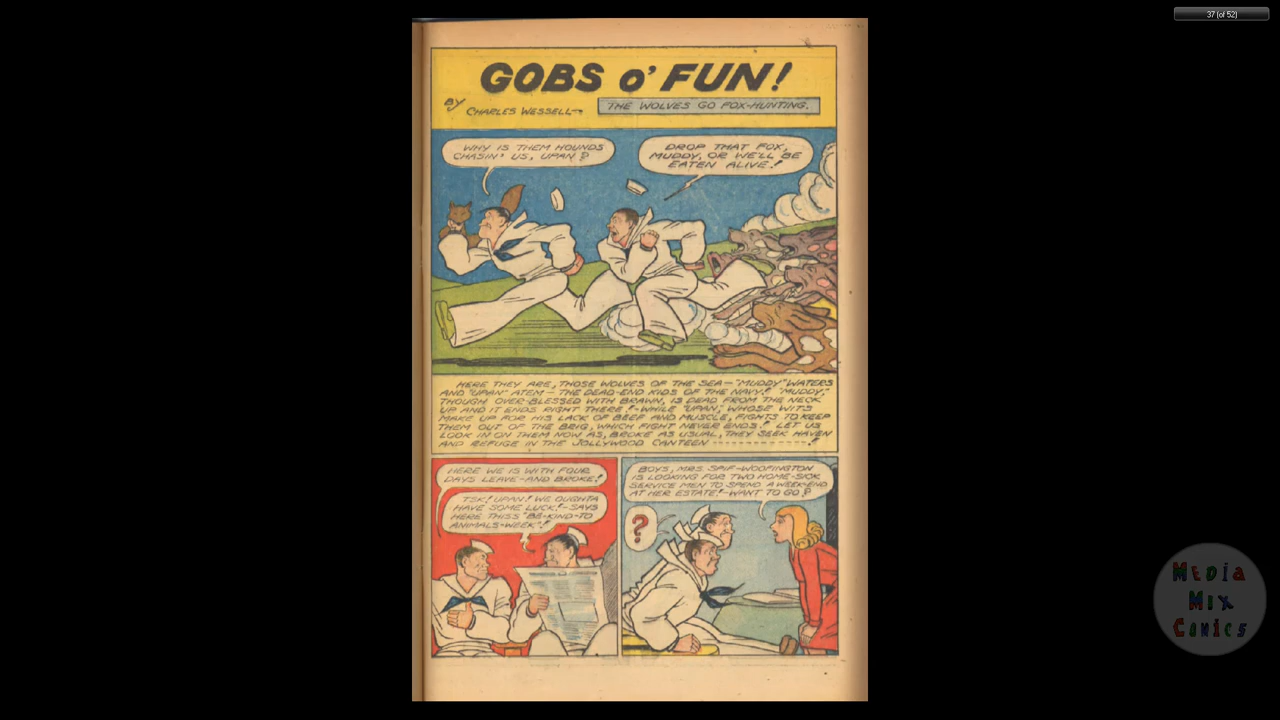 37 (of 52)
GOBS o' FUN!
BY CHARLES WESSELL
THE WOLVES GO FOX-HUNTING.
WHY IS THEM HOUNDS
CHASIN' US, UPAN?
DROP THAT FOX,
MUDDY, OR WE'LL BE
EATEN ALIVE!
HERE THEY ARE, THOSE WOLVES OF THE SEA—"MUDDY" WATERS
AND "UPAN" ATEM — THE DEAD-END KIDS OF THE NAVY! "MUDDY,"
THOUGH OVER-BLESSED WITH BRAWN, IS DEAD FROM THE NECK
UP AND IT ENDS RIGHT THERE!—WHILE "UPAN," WHOSE WITS
MAKE UP FOR HIS LACK OF BEEF AND MUSCLE, FIGHTS TO KEEP
THEM OUT OF THE BRIG, WHICH FIGHT NEVER ENDS! LET US
LOOK IN ON THEM NOW AS, BROKE AS USUAL, THEY SEEK HAVEN
AND REFUGE IN THE JOLLYWOOD CANTEEN --------------!
HERE WE IS WITH FOUR
DAYS LEAVE—AND BROKE!
TSK! UPAN! WE OUGHTA
HAVE SOME LUCK!—SAYS
HERE THISS "BE-KIND-TO
ANIMALS-WEEK"!
BOYS, MRS. SPIF-WOOFINGTON
IS LOOKING FOR TWO HOME-SICK
SERVICE MEN TO SPEND A WEEK-END
AT HER ESTATE!—WANT TO GO?
?
MEDIA
MIX
COMICS